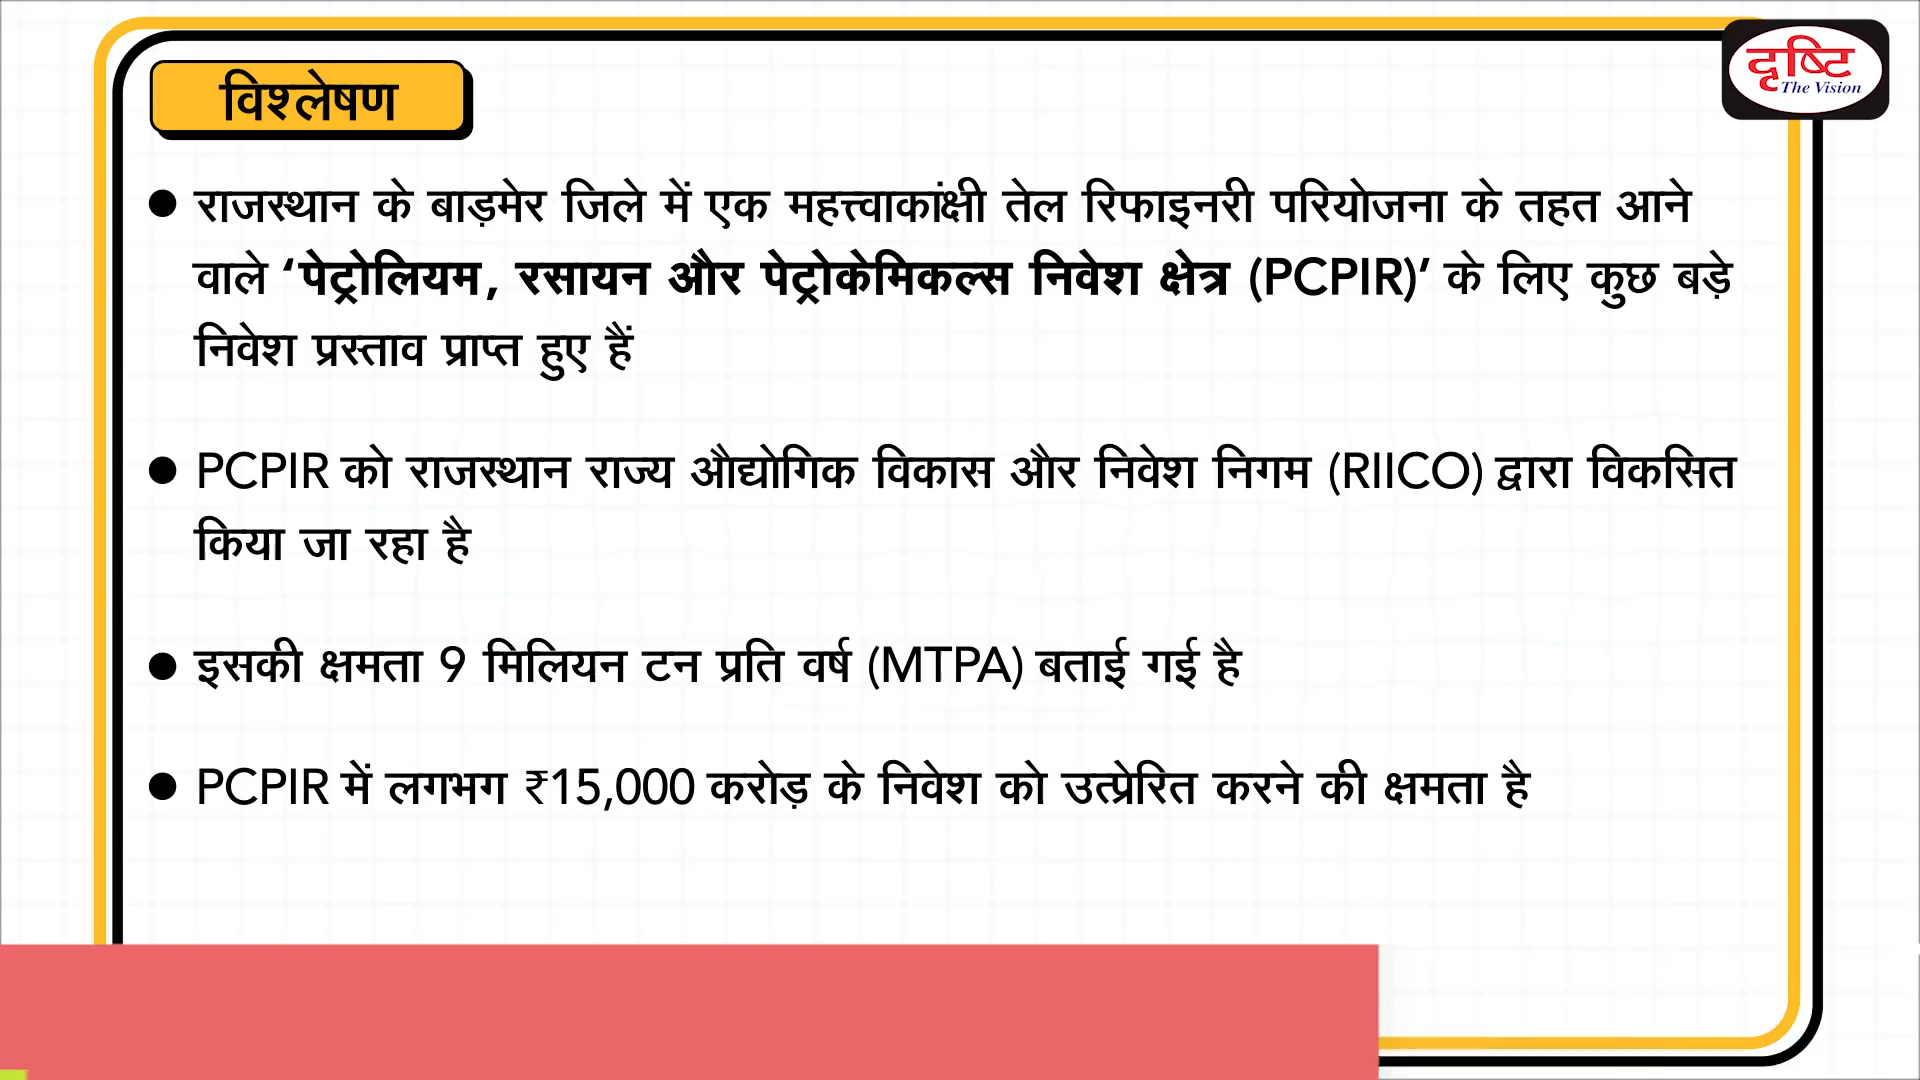 विश्लेषण
दृष्टि
The Vision
● राजस्थान के बाड़मेर जिले में एक महत्त्वाकांक्षी तेल रिफाइनरी परियोजना के तहत आने
वाले ‘पेट्रोलियम, रसायन और पेट्रोकेमिकल्स निवेश क्षेत्र (PCPIR)’ के लिए कुछ बड़े
निवेश प्रस्ताव प्राप्त हुए हैं
● PCPIR को राजस्थान राज्य औद्योगिक विकास और निवेश निगम (RIICO) द्वारा विकसित
किया जा रहा है
● इसकी क्षमता 9 मिलियन टन प्रति वर्ष (MTPA) बताई गई है
● PCPIR में लगभग ₹15,000 करोड़ के निवेश को उत्प्रेरित करने की क्षमता है